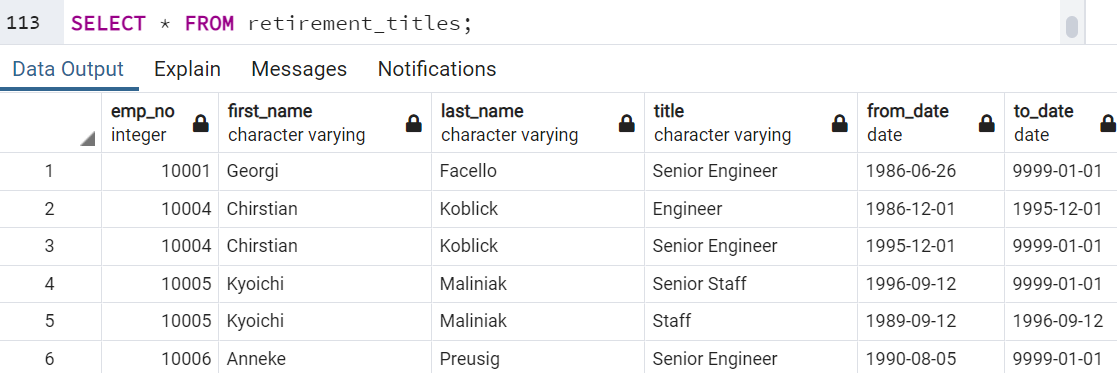 113 SELECT * FROM retirement_titles;
Data Output Explain Messages Notifications
emp_no first_name last_name title from_date to_date
integer character varying character varying character varying date date
1 10001 Georgi Facello Senior Engineer 1986-06-26 9999-01-01
2 10004 Chirstian Koblick Engineer 1986-12-01 1995-12-01
3 10004 Chirstian Koblick Senior Engineer 1995-12-01 9999-01-01
4 10005 Kyoichi Maliniak Senior Staff 1996-09-12 9999-01-01
5 10005 Kyoichi Maliniak Staff 1989-09-12 1996-09-12
6 10006 Anneke Preusig Senior Engineer 1990-08-05 9999-01-01